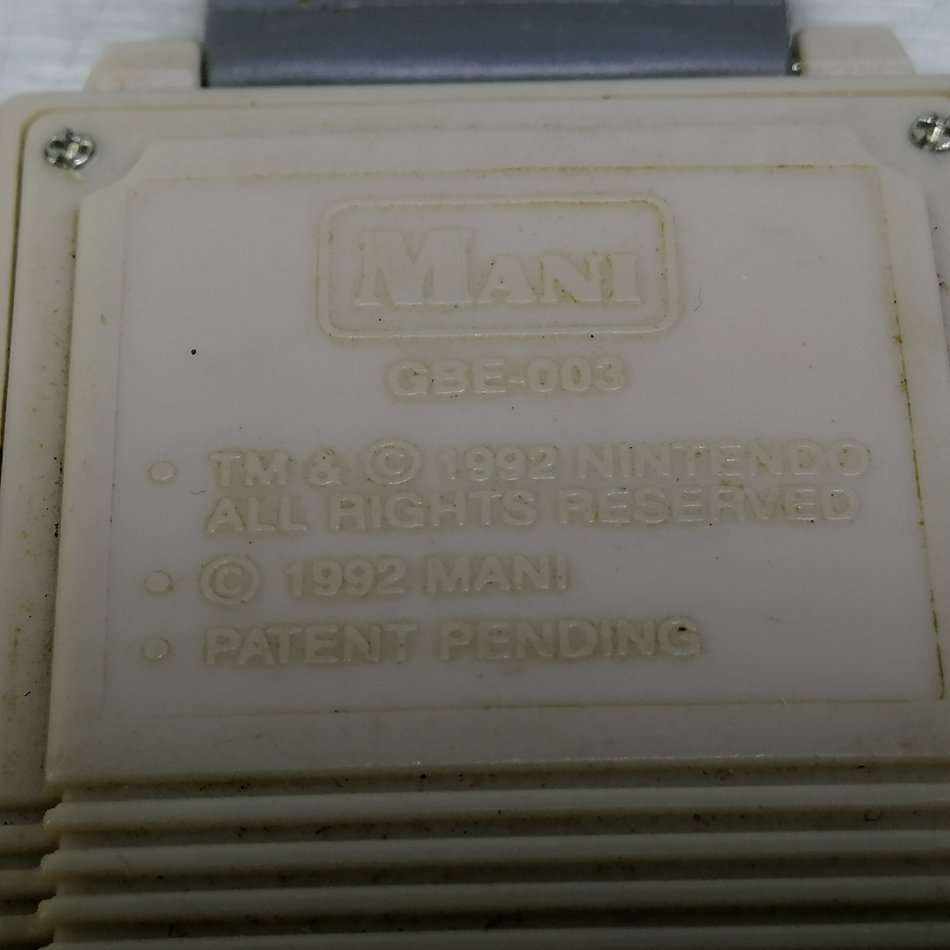 MANI
GBE-003
• TM & © 1992 NINTENDO
ALL RIGHTS RESERVED
• © 1992 MANI
• PATENT PENDING